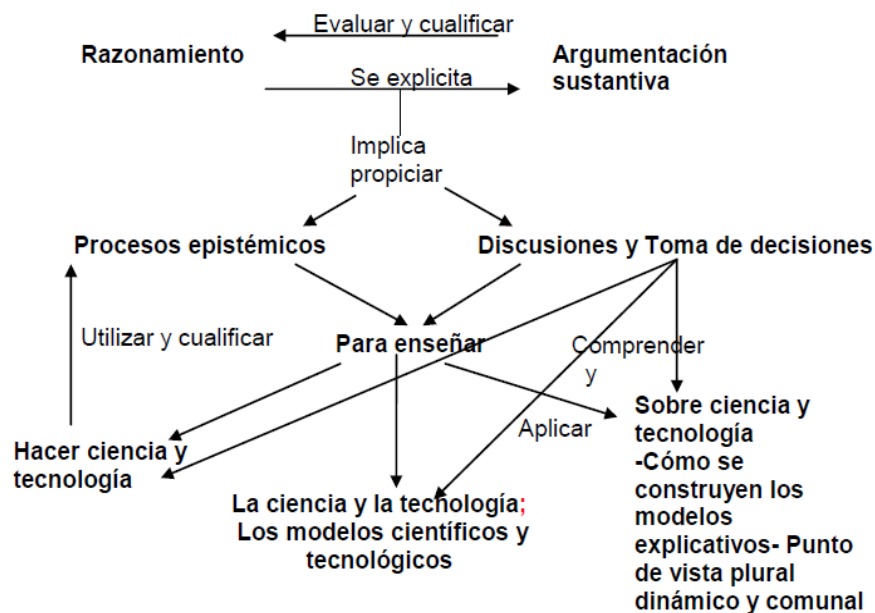 Evaluar y cualificar
Razonamiento
Argumentación
sustantiva
Se explicita
Implica
propiciar
Procesos epistémicos
Discusiones y Toma de decisiones
Utilizar y cualificar
Para enseñar
Comprender
y
Aplicar
Hacer ciencia y
tecnología
La ciencia y la tecnología;
Los modelos científicos y
tecnológicos
Sobre ciencia y
tecnología
-Cómo se
construyen los
modelos
explicativos- Punto
de vista plural
dinámico y comunal